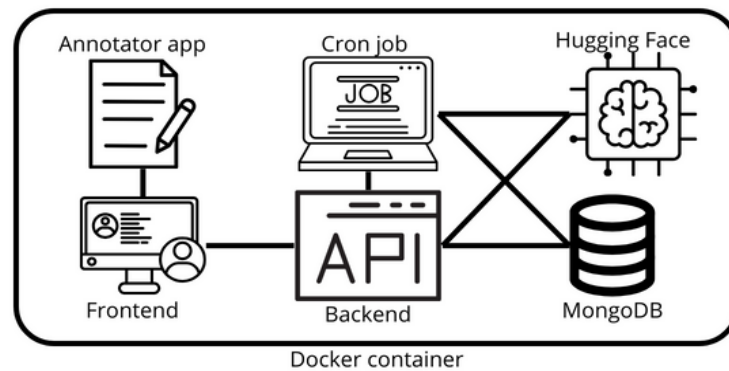 Annotator app
Cron job
Hugging Face
JOB
API
Frontend
Backend
MongoDB
Docker container